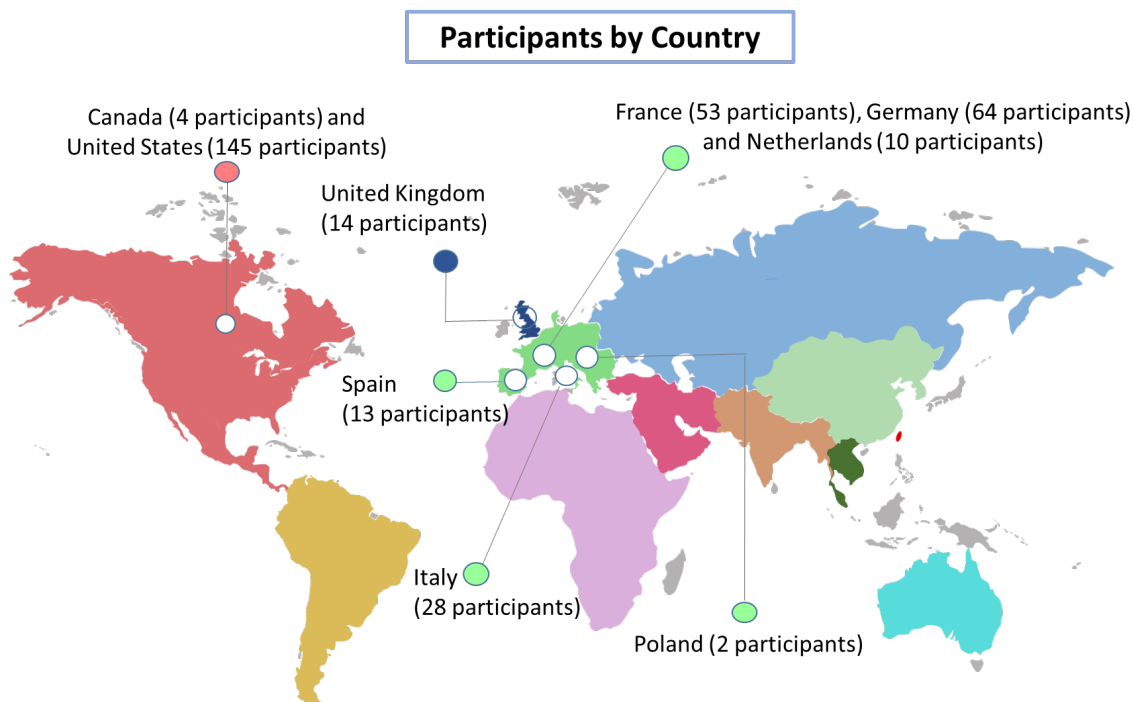 Participants by Country
Canada (4 participants) and
United States (145 participants)
France (53 participants), Germany (64 participants)
and Netherlands (10 participants)
United Kingdom
(14 participants)
Spain
(13 participants)
Italy
(28 participants)
Poland (2 participants)